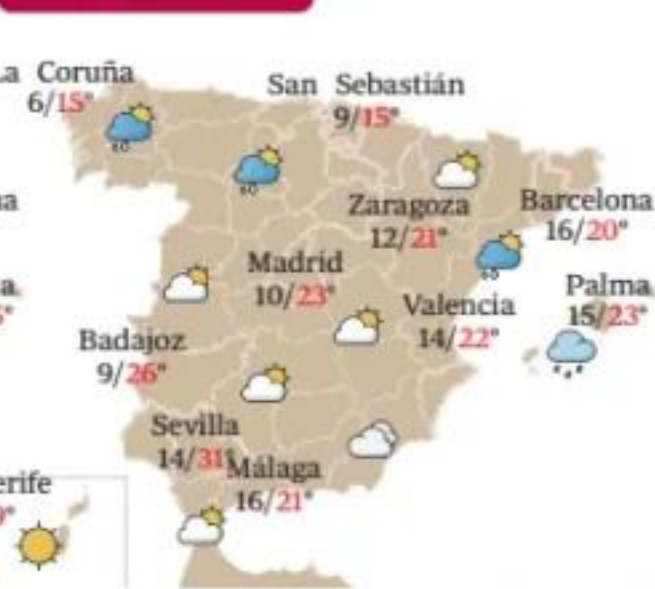 La Coruña
6/15°
San Sebastián
9/15°
Zaragoza
12/21°
Barcelona
16/20°
Madrid
10/23°
Valencia
14/22°
Palma
15/23°
Badajoz
9/26°
Sevilla
14/31°
Málaga
16/21°